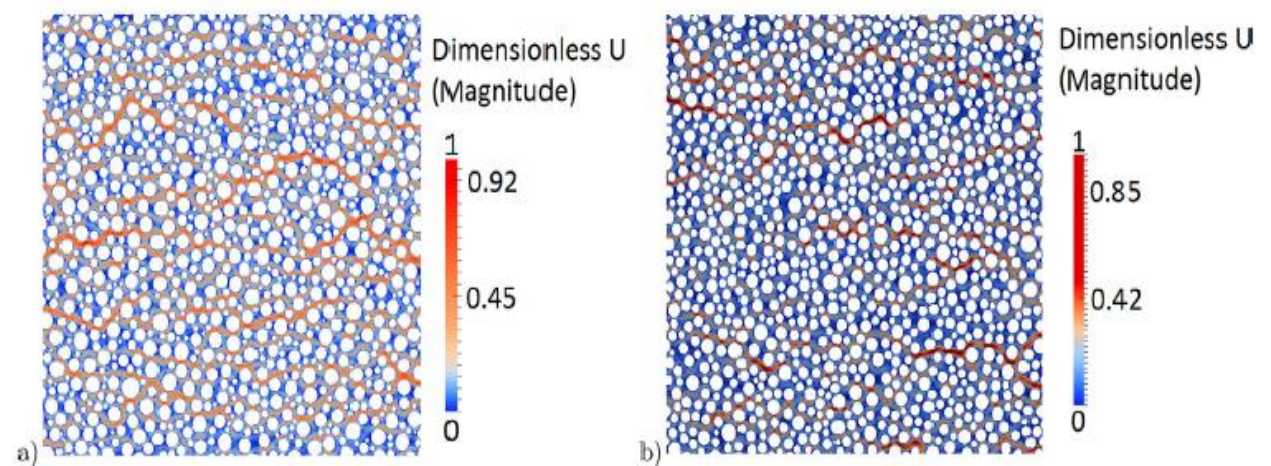 Dimensionless U
(Magnitude)
1
0.92
0.45
0
a)
Dimensionless U
(Magnitude)
1
0.85
0.42
0
b)